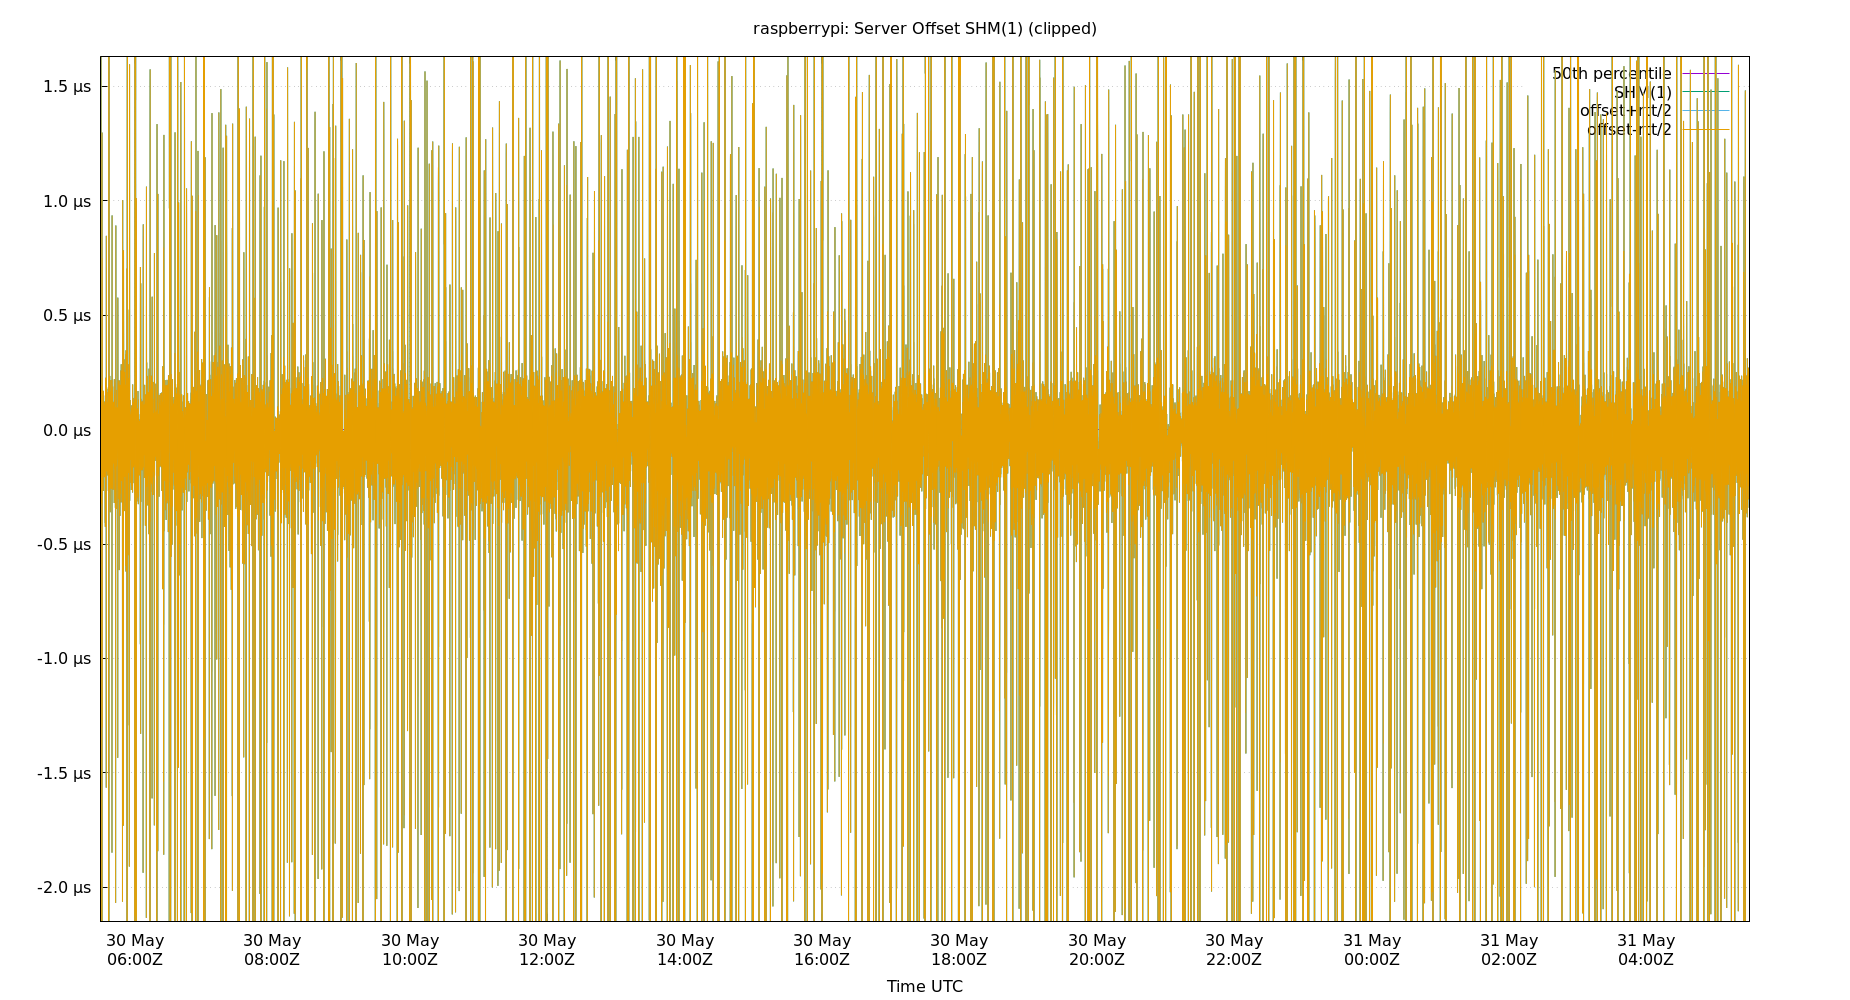 raspberrypi: Server Offset SHM(1) (clipped)
1.5 µs
1.0 µs
0.5 µs
0.0 µs
-0.5 µs
-1.0 µs
-1.5 µs
-2.0 µs
50th percentile
SHM(1)
offset+rtt/2
offset-rtt/2
30 May 30 May 30 May 30 May 30 May 30 May 30 May 30 May 30 May 31 May 31 May 31 May
06:00Z 08:00Z 10:00Z 12:00Z 14:00Z 16:00Z 18:00Z 20:00Z 22:00Z 00:00Z 02:00Z 04:00Z
Time UTC